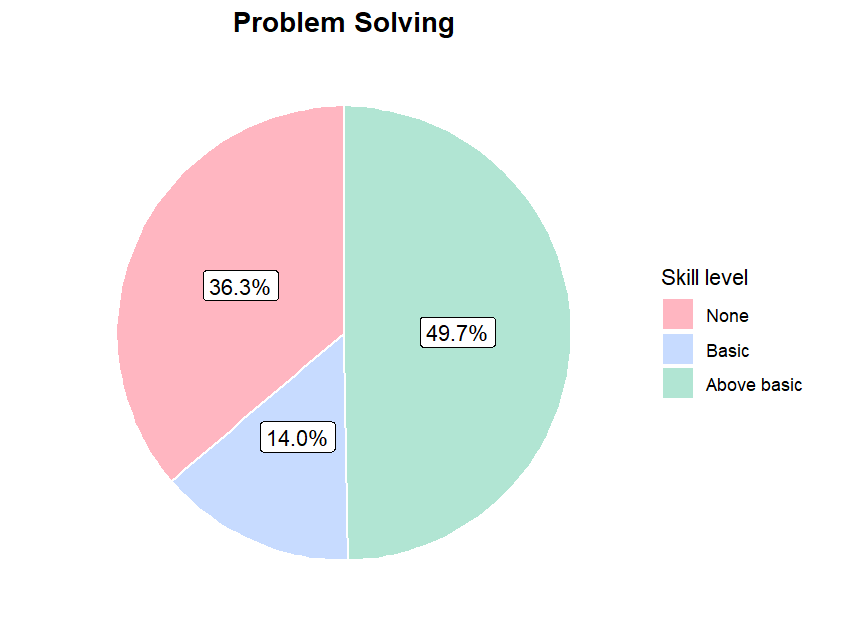 Problem Solving
36.3%
49.7%
14.0%
Skill level
None
Basic
Above basic